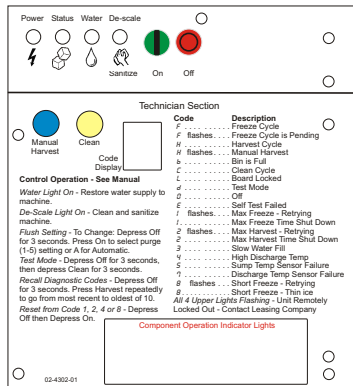 Power Status Water De-scale
Sanitize On Off
Technician Section
Manual
Harvest
Clean
Code
Display
Control Operation - See Manual
Water Light On - Restore water supply to
machine.
De-Scale Light On - Clean and sanitize
machine.
Flush Setting - To Change: Depress Off
for 3 seconds. Press On to select purge
(1-5) setting or A for Automatic.
Test Mode - Depress Off for 3 seconds,
then depress Clean for 3 seconds.
Recall Diagnostic Codes - Depress Off
for 3 seconds. Press Harvest repeatedly
to go from most recent to oldest of 10.
Reset from Code 1, 2, 4 or 8 - Depress
Off then Depress On.
Code Description
F . . . . . . . . . . Freeze Cycle
F flashes. . . . Freeze Cycle is Pending
H . . . . . . . . . . Harvest Cycle
H flashes. . . . Manual Harvest
b . . . . . . . . . . Bin is Full
C . . . . . . . . . . Clean Cycle
L . . . . . . . . . . Board Locked
d . . . . . . . . . . Test Mode
O . . . . . . . . . . Off
E . . . . . . . . . . Self Test Failed
1 flashes. . . . Max Freeze - Retrying
1 . . . . . . . . . . Max Freeze Time Shut Down
2 flashes. . . . Max Harvest - Retrying
2 . . . . . . . . . . Max Harvest Time Shut Down
3 . . . . . . . . . . Slow Water Fill
4 . . . . . . . . . . High Discharge Temp
5 . . . . . . . . . . Sump Temp Sensor Failure
7 . . . . . . . . . . Discharge Temp Sensor Failure
8 flashes. . . . Short Freeze - Retrying
8 . . . . . . . . . . Short Freeze - Thin ice
All 4 Upper Lights Flashing - Unit Remotely
Locked Out - Contact Leasing Company
Component Operation Indicator Lights
02-4302-01